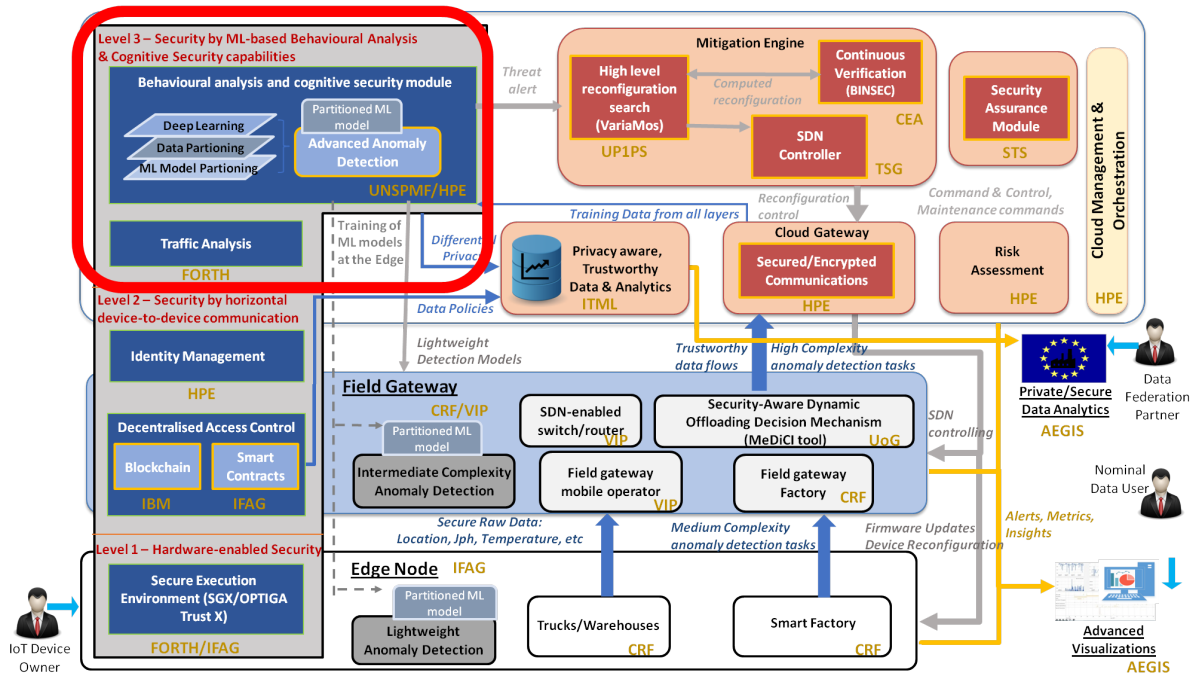 Level 3 – Security by ML-based Behavioural Analysis
& Cognitive Security capabilities
Behavioural analysis and cognitive security module
Partitioned ML
model
Deep Learning
Data Partioning
ML Model Partioning
Advanced Anomaly
Detection
UNSPMF/HPE
Traffic Analysis
FORTH
Threat
alert
Mitigation Engine
High level
reconfiguration
search
(VariaMos)
UP1PS
Computed
reconfiguration
Continuous
Verification
(BINSEC)
CEA
SDN
Controller
TSG
Security
Assurance
Module
STS
Cloud Management &
Orchestration
HPE
Training of
ML models
at the Edge
Differential
Privacy
Training Data from all layers
Reconfiguration
control
Command & Control,
Maintenance commands
Privacy aware,
Trustworthy
Data & Analytics
ITML
Cloud Gateway
Secured/Encrypted
Communications
HPE
Risk
Assessment
HPE
Level 2 – Security by horizontal
device-to-device communication
Data Policies
Identity Management
HPE
Lightweight
Detection Models
Trustworthy
data flows
High Complexity
anomaly detection tasks
Private/Secure
Data Analytics
AEGIS
Data
Federation
Partner
Decentralised Access Control
Blockchain
IBM
Smart
Contracts
IFAG
Field Gateway
CRF/VIP
Partitioned ML
model
Intermediate Complexity
Anomaly Detection
SDN-enabled
switch/router
VIP
Security-Aware Dynamic
Offloading Decision Mechanism
(MeDiCI tool)
UoG
Field gateway
mobile operator
VIP
Field gateway
Factory
CRF
SDN
controlling
Nominal
Data User
Secure Raw Data:
Location, Jph, Temperature, etc
Medium Complexity
anomaly detection tasks
Firmware Updates
Device Reconfiguration
Alerts, Metrics,
Insights
Level 1 – Hardware-enabled Security
Secure Execution
Environment (SGX/OPTIGA
Trust X)
FORTH/IFAG
IoT Device
Owner
Edge Node
IFAG
Partitioned ML
model
Lightweight
Anomaly Detection
Trucks/Warehouses
CRF
Smart Factory
CRF
Advanced
Visualizations
AEGIS